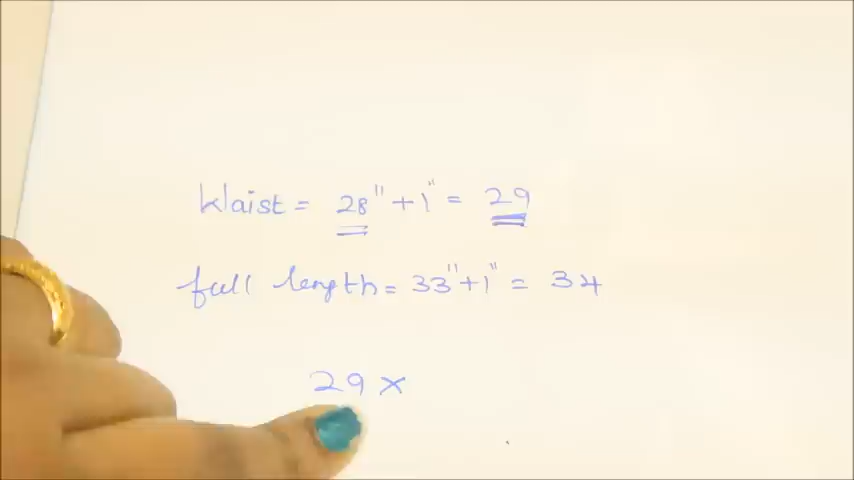 Waist = 28" + 1" = 29
full length = 33" + 1" = 34
29 x